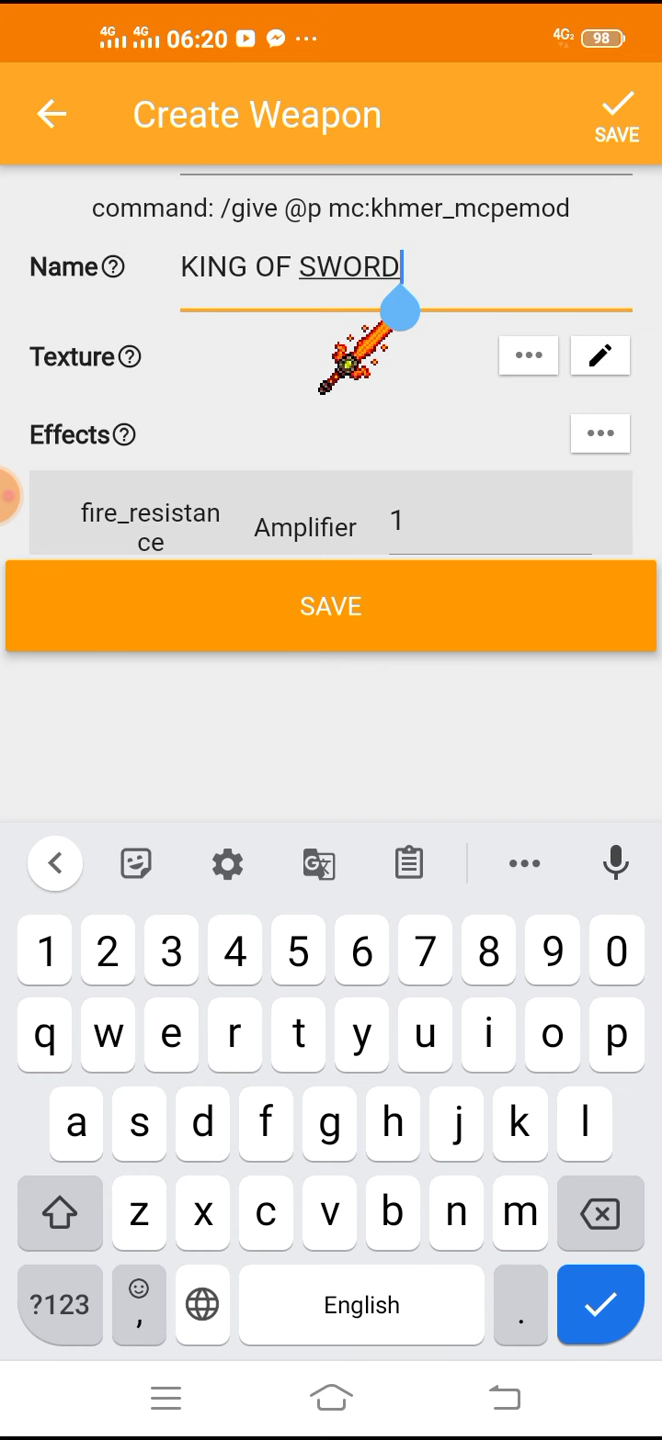 4G 4G 06:20 ... 4G2 98
Create Weapon
SAVE
command: /give @p mc:khmer_mcpemod
Name? KING OF SWORD
Texture?
Effects?
fire_resistan
ce
Amplifier 1
SAVE
1 2 3 4 5 6 7 8 9 0
q w e r t y u i o p
a s d f g h j k l
z x c v b n m
?123 , English .